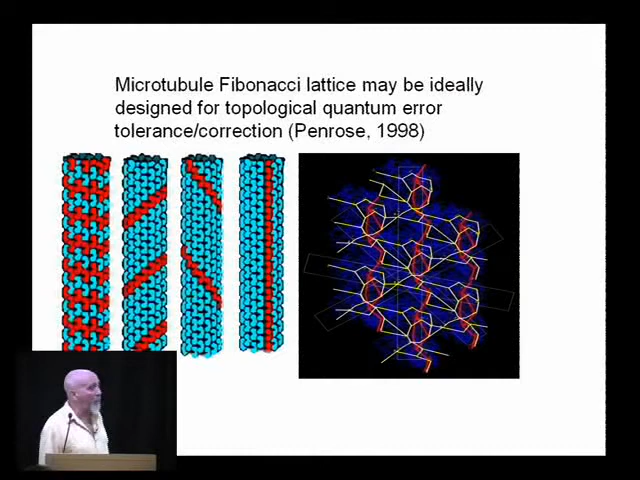 Microtubule Fibonacci lattice may be ideally
designed for topological quantum error
tolerance/correction (Penrose, 1998)